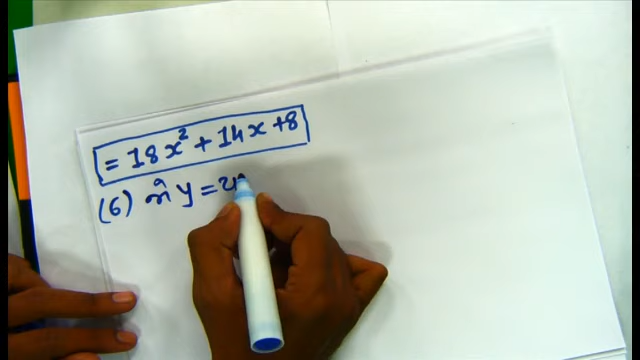 = 18x² + 14x + 8
(6) જો y =